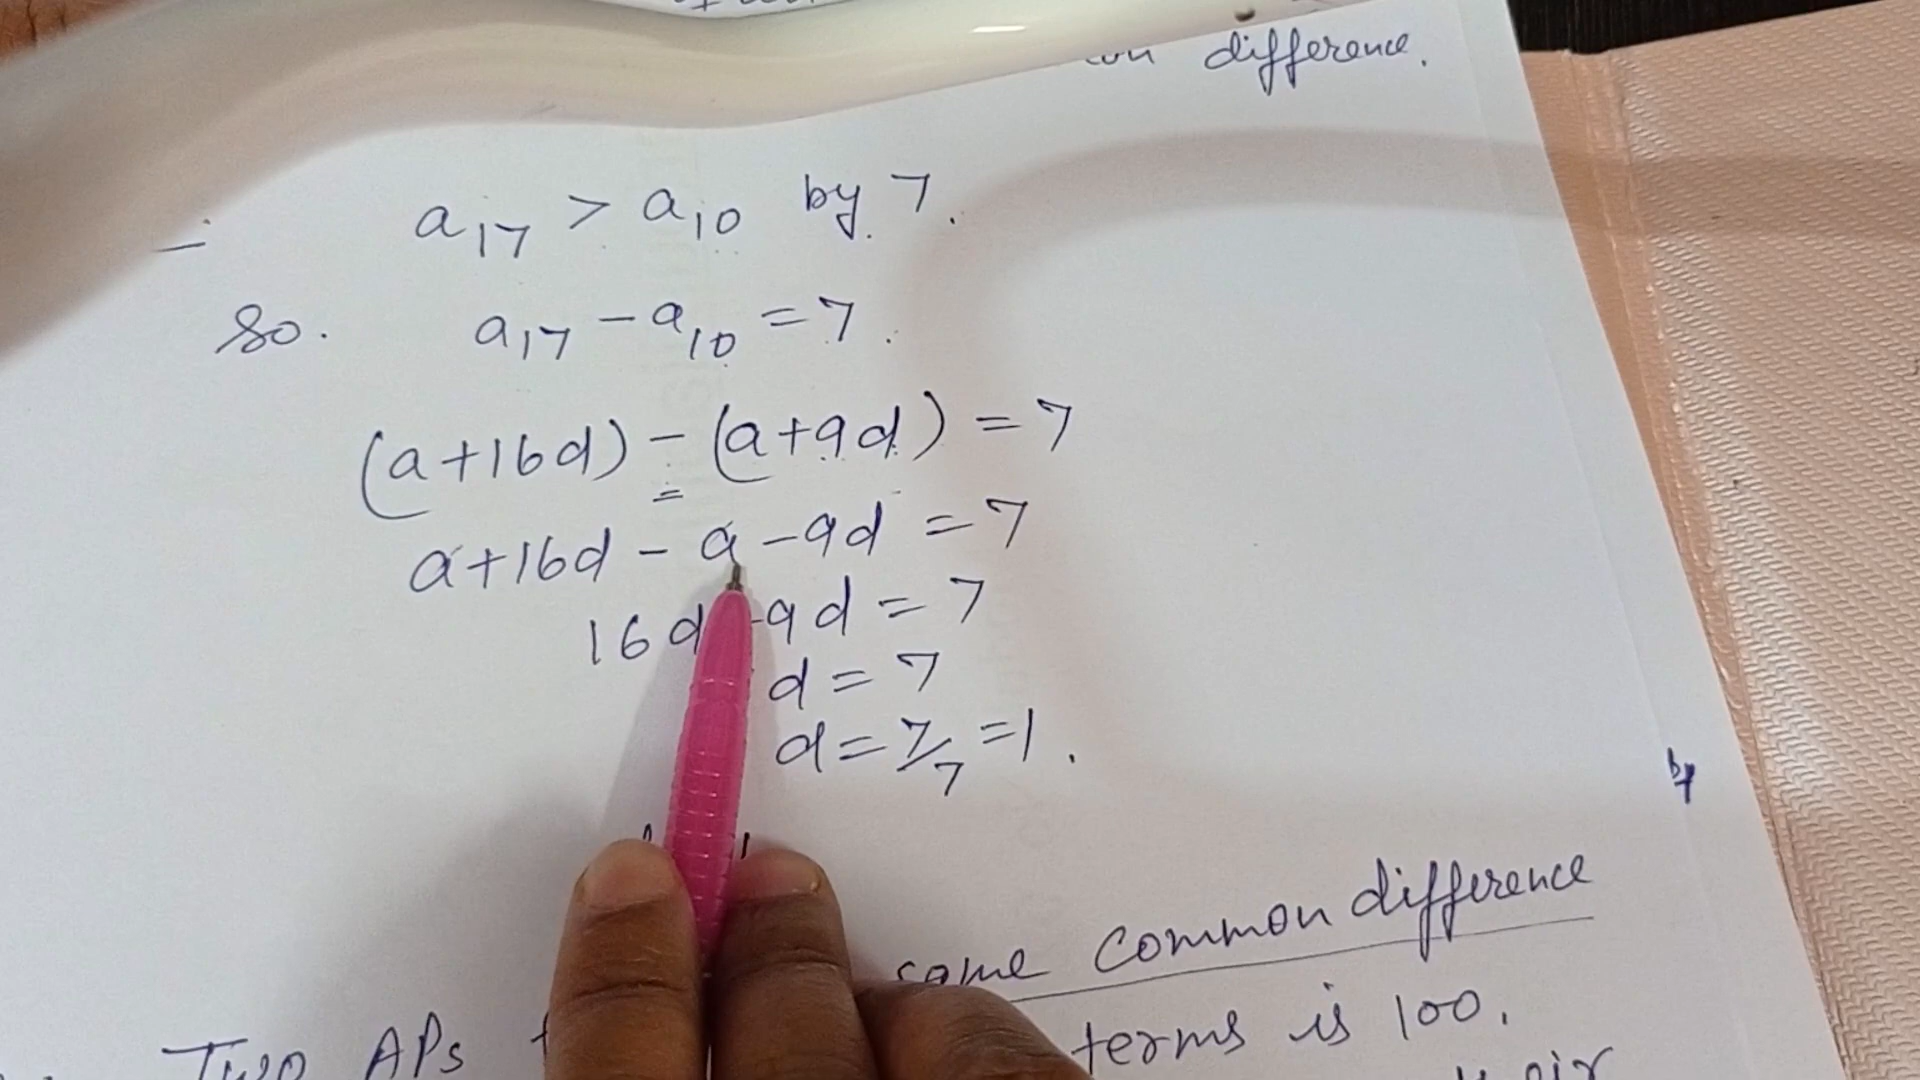 difference.
a₁₇ > a₁₀ by 7.
So. a₁₇ - a₁₀ = 7.
(a+16d) - (a+9d) = 7
a+16d - a - 9d = 7
16d - 9d = 7
d = 7
d = 7/7 = 1.
by
same common difference
Two APs terms is 100.